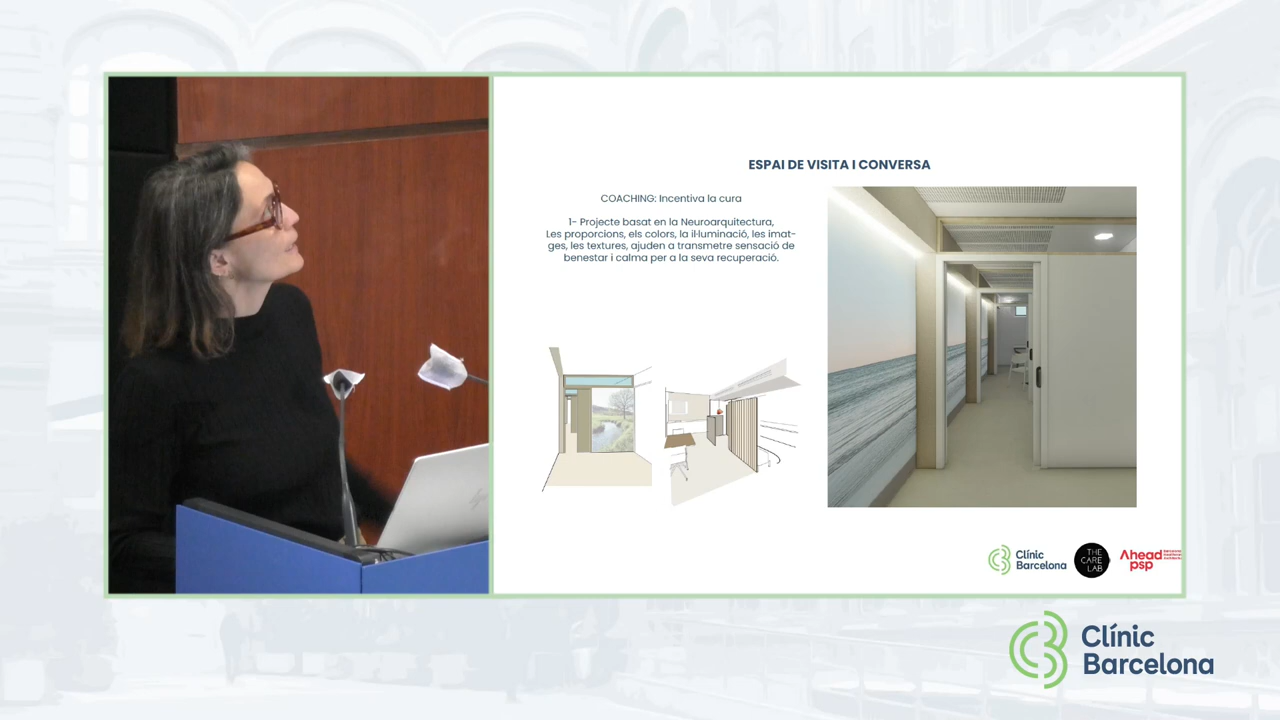 ESPAI DE VISITA I CONVERSA
COACHING: Incentiva la cura
1- Projecte basat en la Neuroarquitectura,
Les proporcions, els colors, la il·luminació, les imat-
ges, les textures, ajuden a transmetre sensació de
benestar i calma per a la seva recuperació.
Clínic
Barcelona
THE
CARE
LAB
Ahead
psp
Clínic
Barcelona